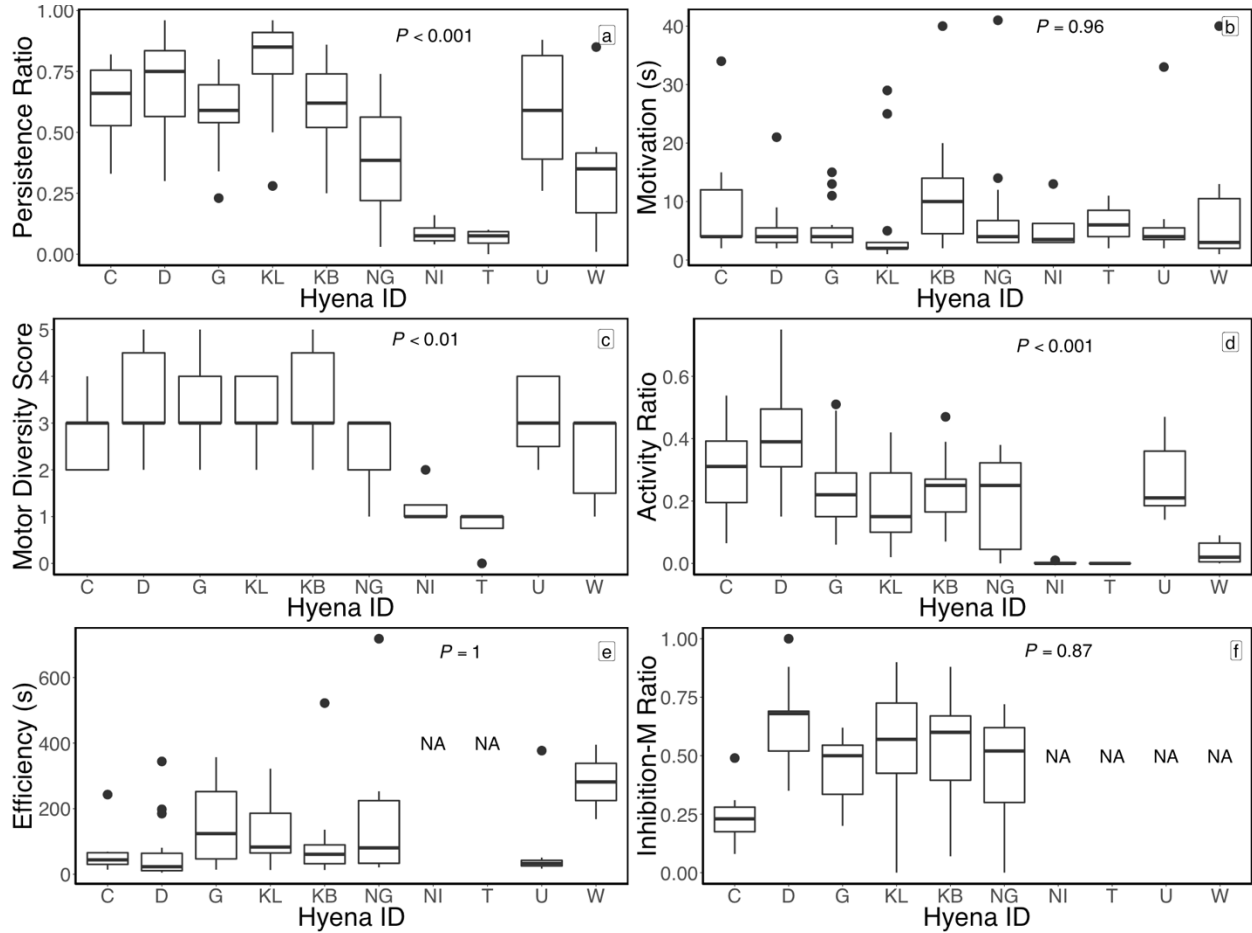 1.00
0.75
0.50
0.25
0.00
Persistence Ratio
P < 0.001
a
C D G KL KB NG NI T U W
Hyena ID
40
30
20
10
0
Motivation (s)
P = 0.96
b
C D G KL KB NG NI T U W
Hyena ID
5
4
3
2
1
0
Motor Diversity Score
P < 0.01
c
C D G KL KB NG NI T U W
Hyena ID
0.6
0.4
0.2
0.0
Activity Ratio
P < 0.001
d
C D G KL KB NG NI T U W
Hyena ID
600
400
200
0
Efficiency (s)
P = 1
e
NA NA
C D G KL KB NG NI T U W
Hyena ID
1.00
0.75
0.50
0.25
0.00
Inhibition-M Ratio
P = 0.87
f
NA NA NA NA
C D G KL KB NG NI T U W
Hyena ID